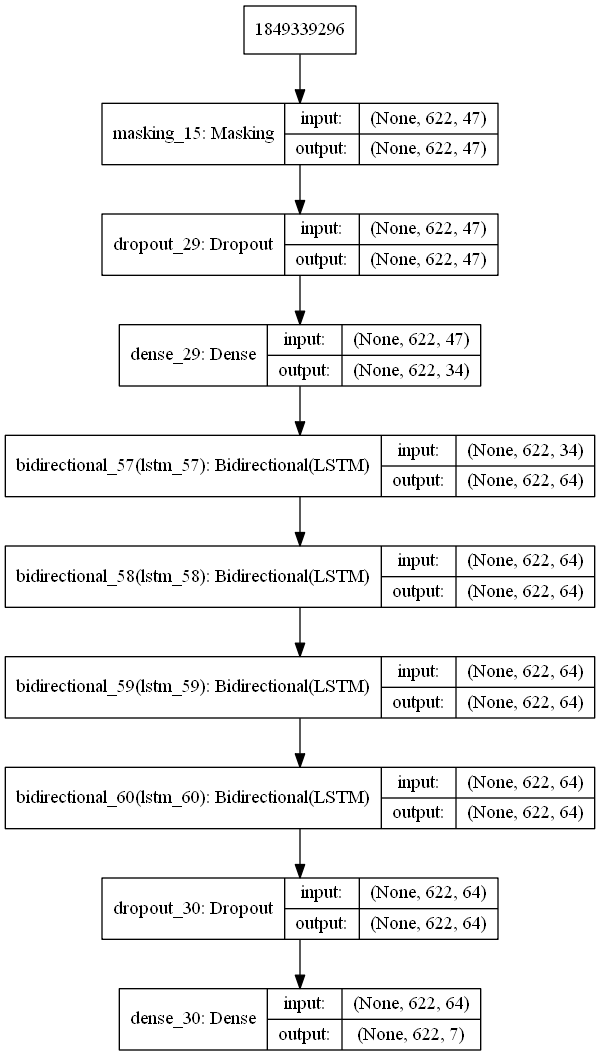 1849339296
masking_15: Masking
input:
(None, 622, 47)
output:
(None, 622, 47)
dropout_29: Dropout
input:
(None, 622, 47)
output:
(None, 622, 47)
dense_29: Dense
input:
(None, 622, 47)
output:
(None, 622, 34)
bidirectional_57(lstm_57): Bidirectional(LSTM)
input:
(None, 622, 34)
output:
(None, 622, 64)
bidirectional_58(lstm_58): Bidirectional(LSTM)
input:
(None, 622, 64)
output:
(None, 622, 64)
bidirectional_59(lstm_59): Bidirectional(LSTM)
input:
(None, 622, 64)
output:
(None, 622, 64)
bidirectional_60(lstm_60): Bidirectional(LSTM)
input:
(None, 622, 64)
output:
(None, 622, 64)
dropout_30: Dropout
input:
(None, 622, 64)
output:
(None, 622, 64)
dense_30: Dense
input:
(None, 622, 64)
output:
(None, 622, 7)